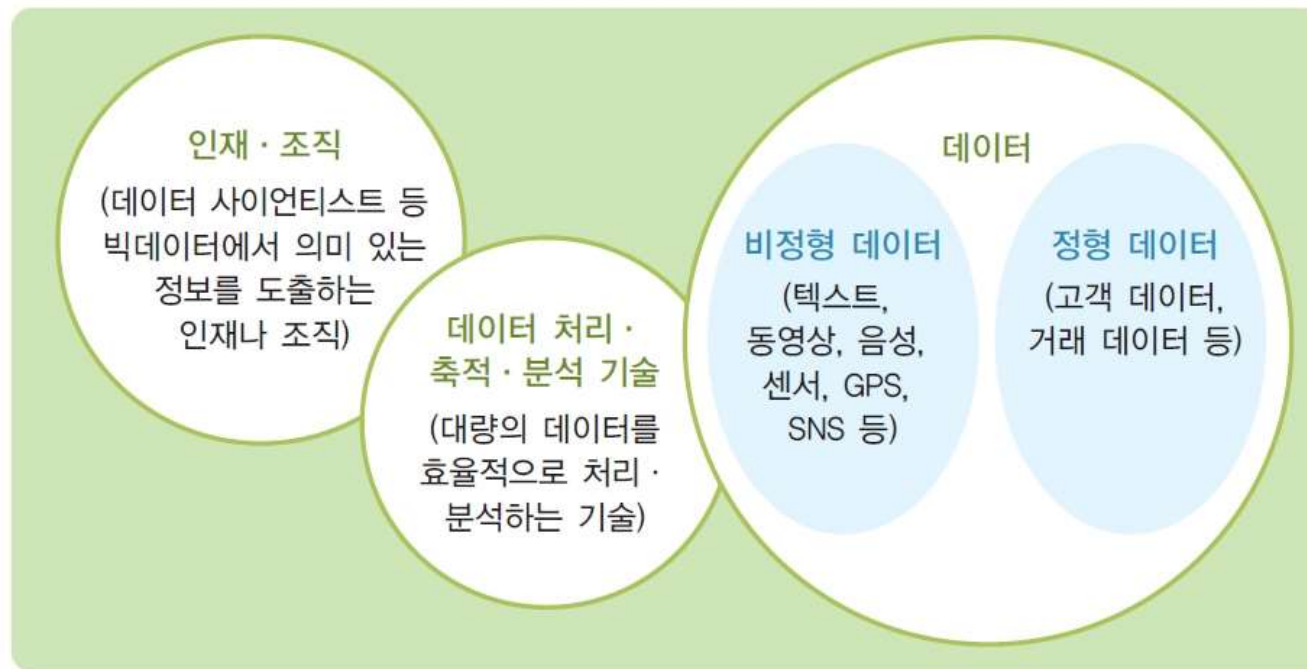 인재 · 조직
(데이터 사이언티스트 등
빅데이터에서 의미 있는
정보를 도출하는
인재나 조직)
데이터 처리 ·
축적 · 분석 기술
(대량의 데이터를
효율적으로 처리 ·
분석하는 기술)
데이터
비정형 데이터
(텍스트,
동영상, 음성,
센서, GPS,
SNS 등)
정형 데이터
(고객 데이터,
거래 데이터 등)